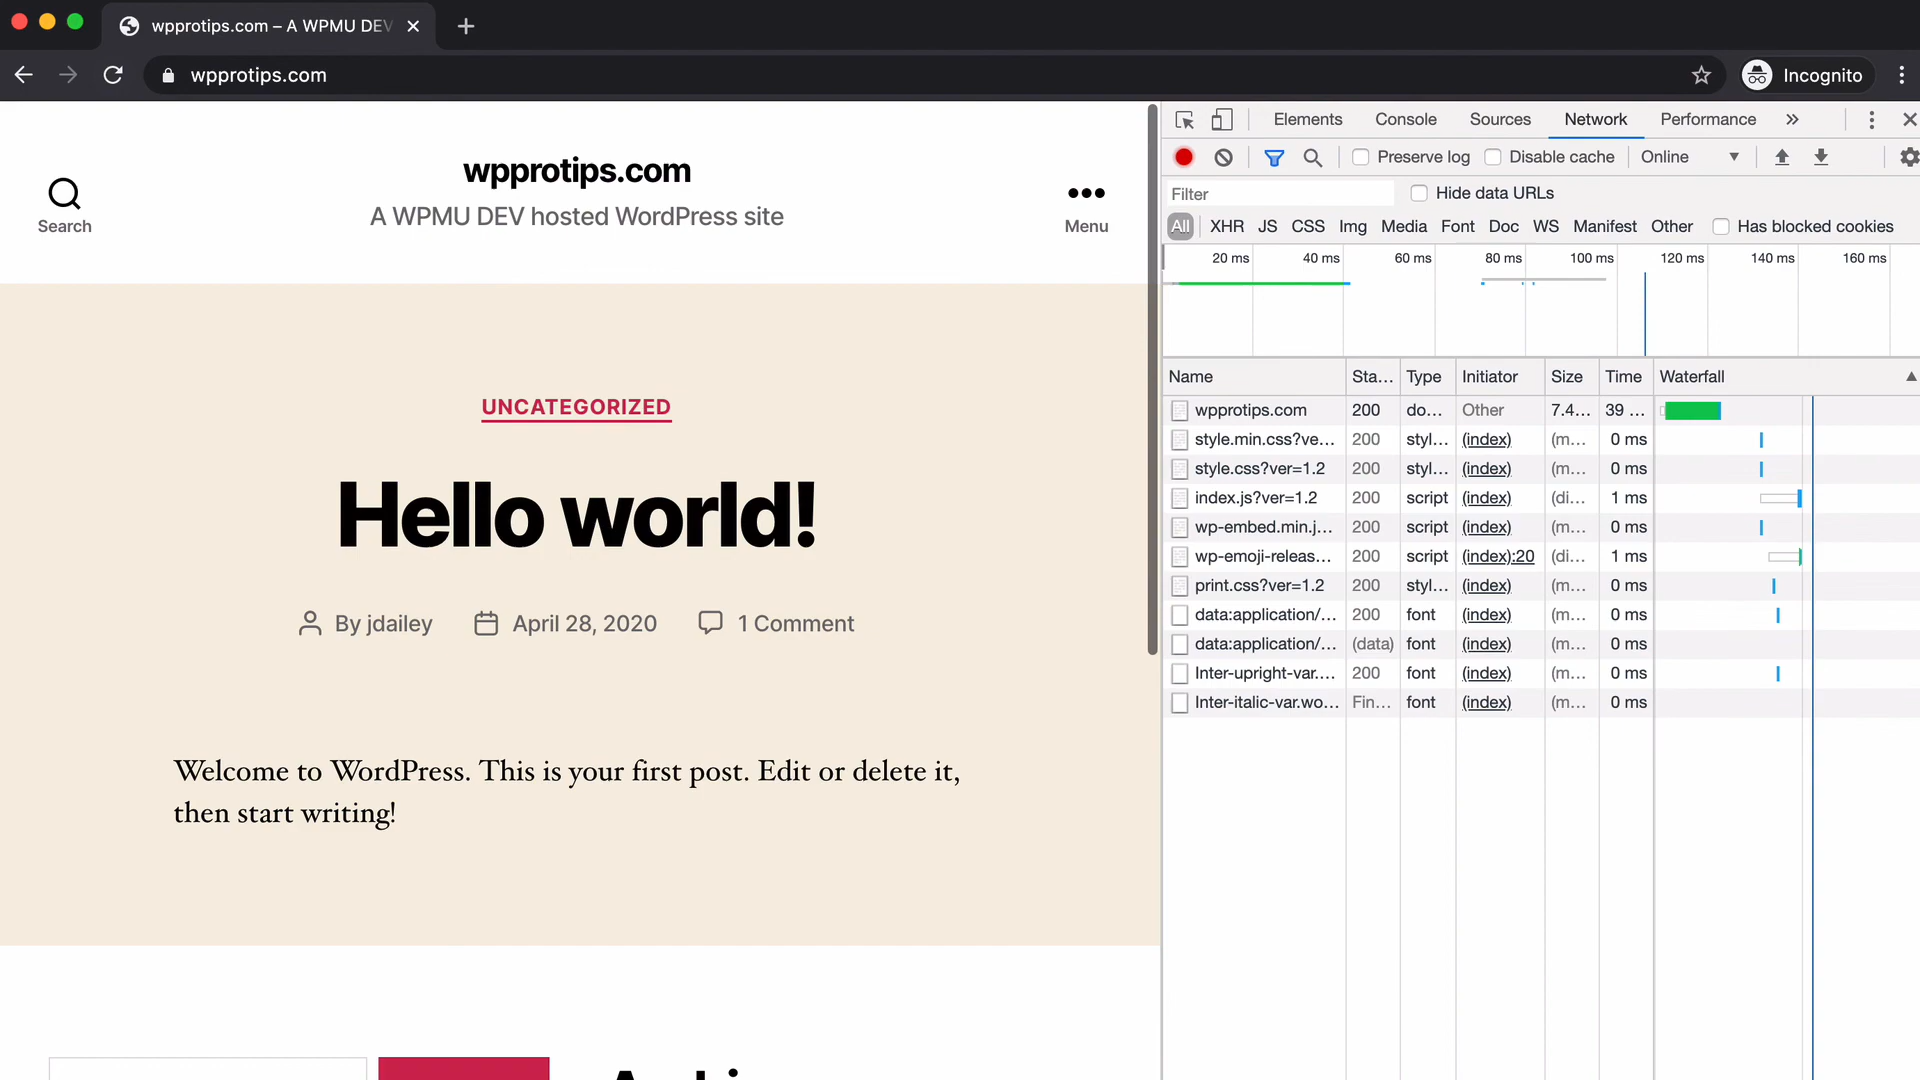 wpprotips.com – A WPMU DEV
wpprotips.com
Incognito
Search
wpprotips.com
A WPMU DEV hosted WordPress site
Menu
UNCATEGORIZED
Hello world!
By jdailey April 28, 2020 1 Comment
Welcome to WordPress. This is your first post. Edit or delete it,
then start writing!
Elements Console Sources Network Performance
Preserve log Disable cache Online
Filter Hide data URLs
All XHR JS CSS Img Media Font Doc WS Manifest Other Has blocked cookies
20 ms 40 ms 60 ms 80 ms 100 ms 120 ms 140 ms 160 ms
Name Sta... Type Initiator Size Time Waterfall
wpprotips.com 200 do... Other 7.4... 39 ...
style.min.css?ve... 200 styl... (index) (m... 0 ms
style.css?ver=1.2 200 styl... (index) (m... 0 ms
index.js?ver=1.2 200 script (index) (di... 1 ms
wp-embed.min.j... 200 script (index) (m... 0 ms
wp-emoji-releas... 200 script (index):20 (di... 1 ms
print.css?ver=1.2 200 styl... (index) (m... 0 ms
data:application/... 200 font (index) (m... 0 ms
data:application/... (data) font (index) (m... 0 ms
Inter-upright-var.... 200 font (index) (m... 0 ms
Inter-italic-var.wo... Fin... font (index) (m... 0 ms